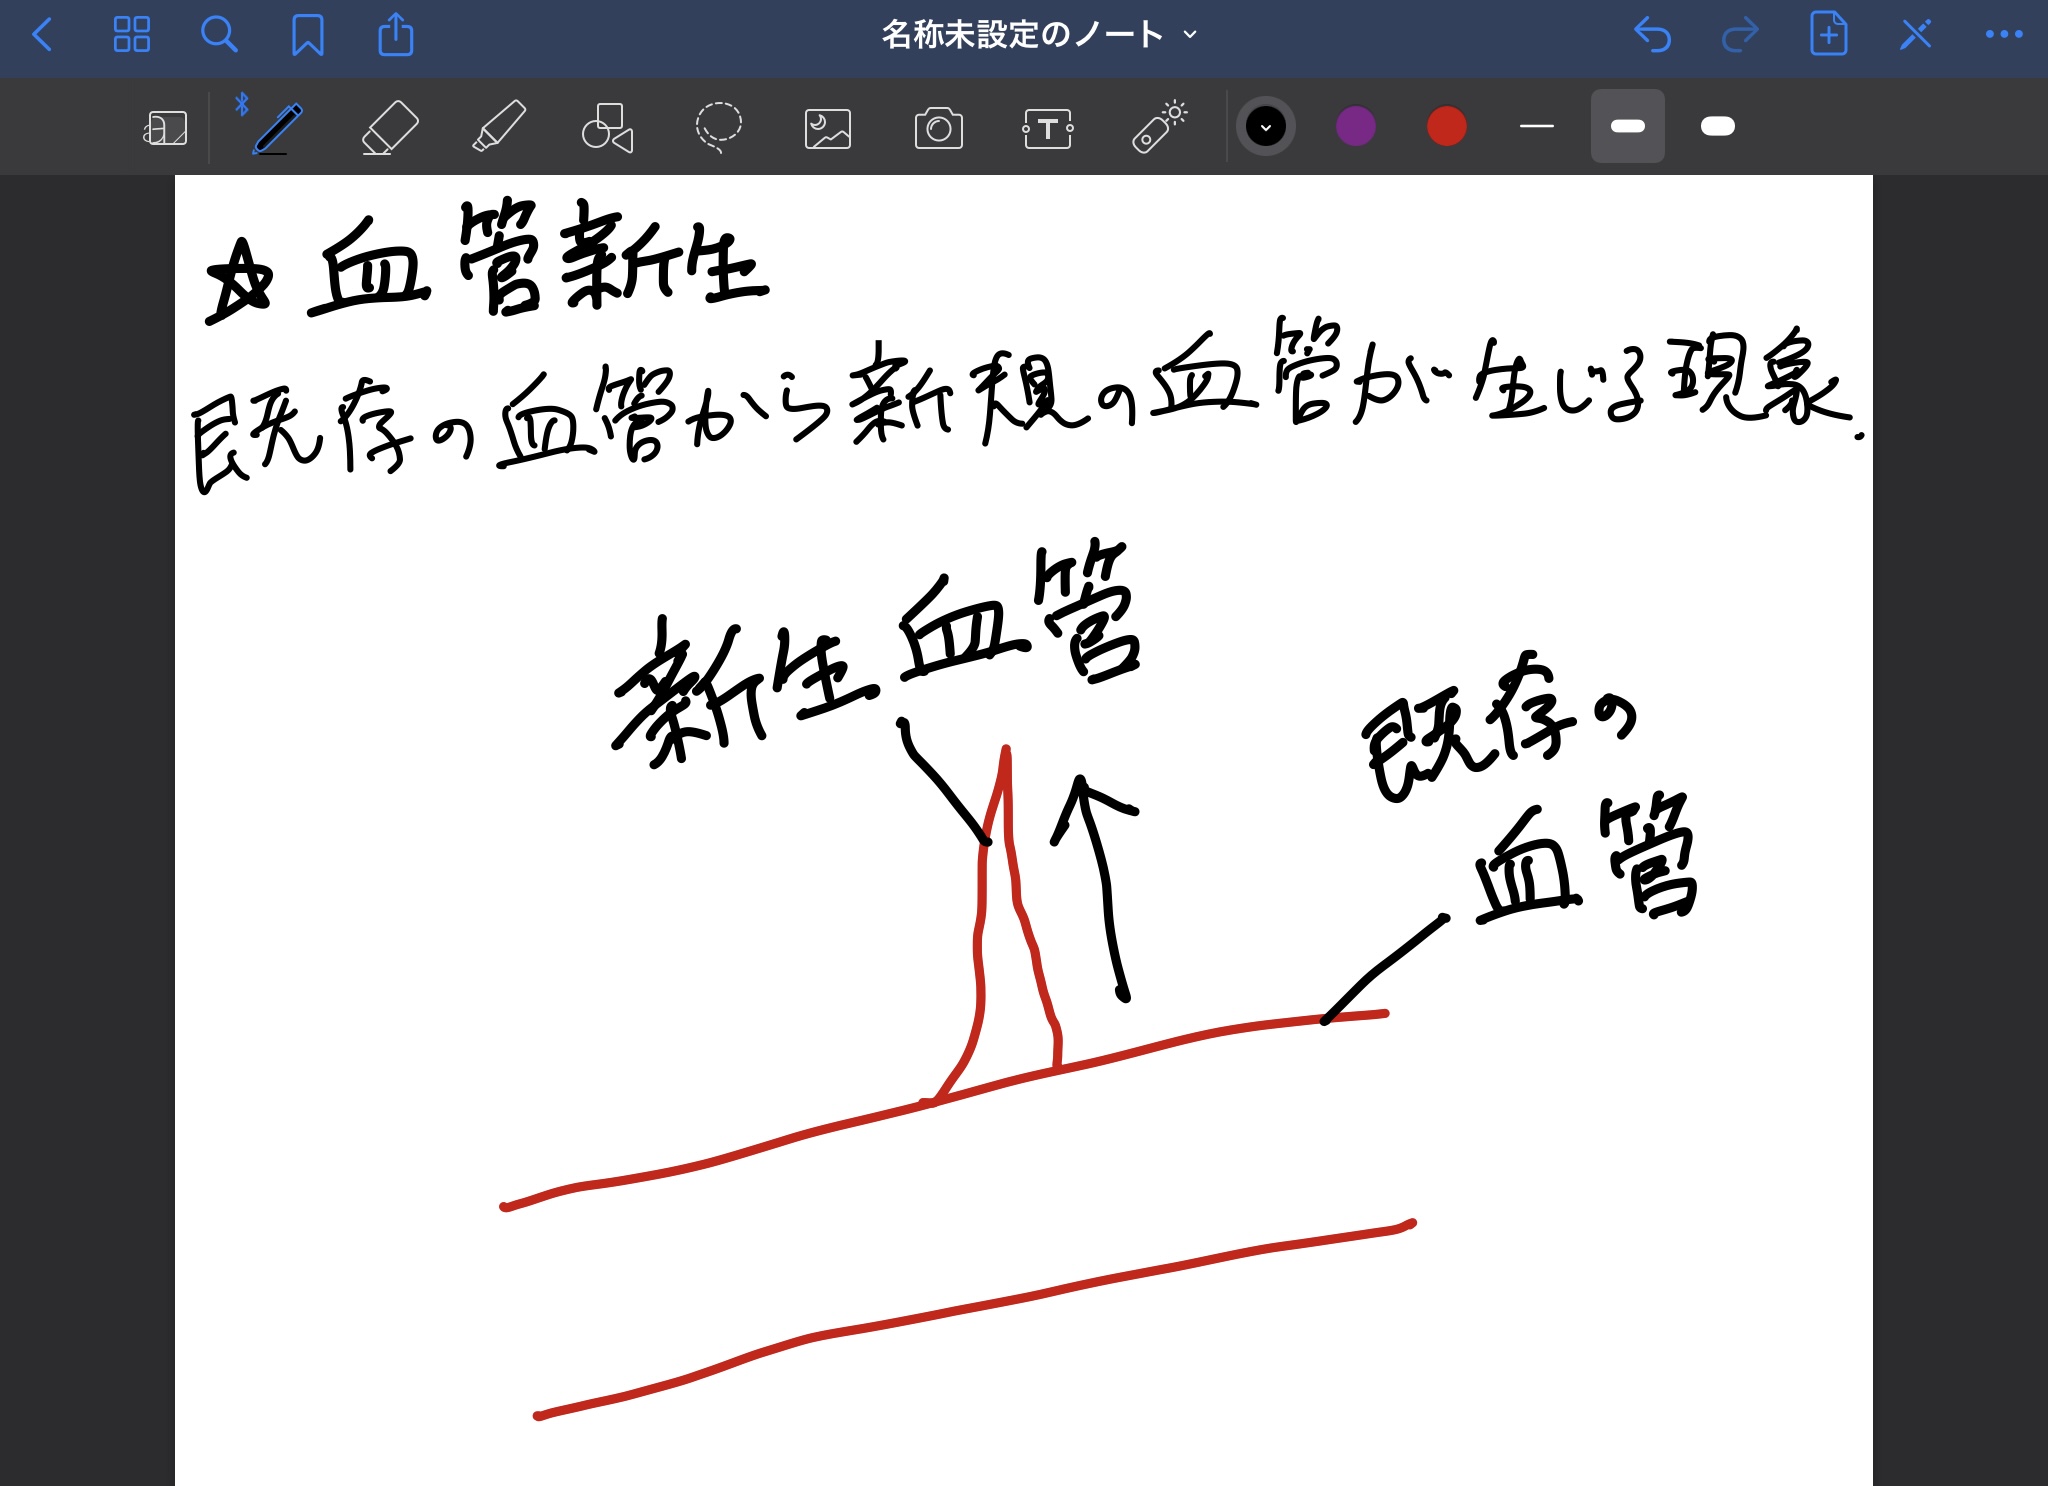 名称未設定のノート
T
☆ 血管新生
既存の血管から新規の血管が生じる現象.
新生血管
既存の
血管